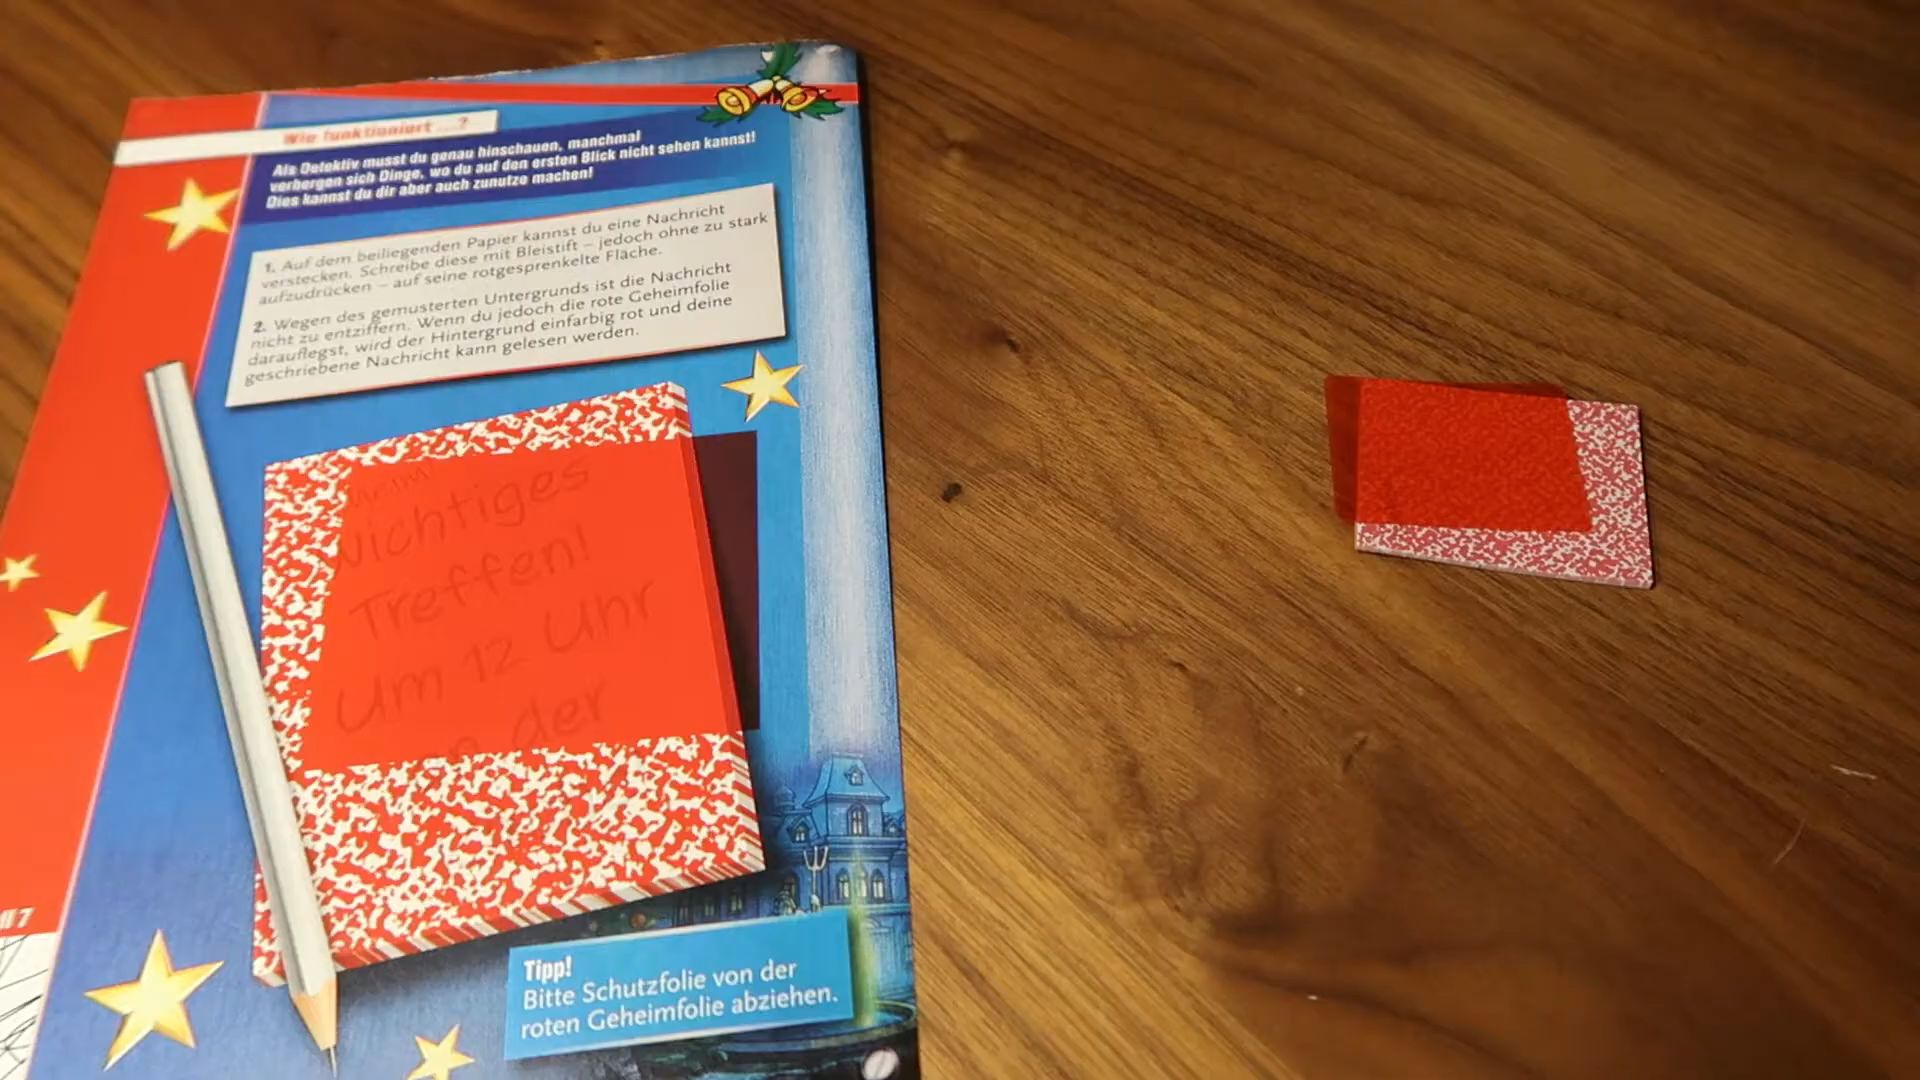 Wie funktioniert ...?
Als Detektiv musst du genau hinschauen, manchmal
verbergen sich Dinge, wo du auf den ersten Blick nicht sehen kannst!
Dies kannst du dir aber auch zunutze machen!
1. Auf dem beiliegenden Papier kannst du eine Nachricht
verstecken. Schreibe diese mit Bleistift – jedoch ohne zu stark
aufzudrücken – auf seine rotgesprenkelte Fläche.
2. Wegen des gemusterten Untergrunds ist die Nachricht
nicht zu entziffern. Wenn du jedoch die rote Geheimfolie
darauflegst, wird der Hintergrund einfarbig rot und deine
geschriebene Nachricht kann gelesen werden.
Wichtiges
Treffen!
Um 12 Uhr
der
Tipp!
Bitte Schutzfolie von der
roten Geheimfolie abziehen.